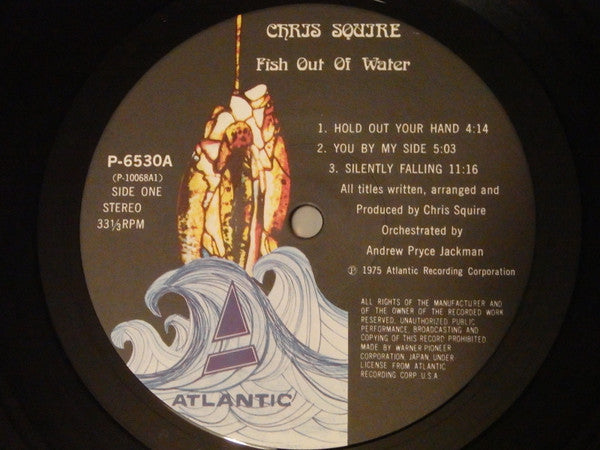 CHRIS SQUIRE
Fish Out Of Water
P-6530A
(P-10068A1)
SIDE ONE
STEREO
33⅓RPM
1. HOLD OUT YOUR HAND 4:14
2. YOU BY MY SIDE 5:03
3. SILENTLY FALLING 11:16
All titles written, arranged and
Produced by Chris Squire
Orchestrated by
Andrew Pryce Jackman
℗ 1975 Atlantic Recording Corporation
ALL RIGHTS OF THE MANUFACTURER AND
OF THE OWNER OF THE RECORDED WORK
RESERVED. UNAUTHORIZED PUBLIC
PERFORMANCE, BROADCASTING AND
COPYING OF THIS RECORD PROHIBITED.
MADE BY WARNER-PIONEER
CORPORATION, JAPAN, UNDER
LICENSE FROM ATLANTIC
RECORDING CORP. U.S.A.
ATLANTIC